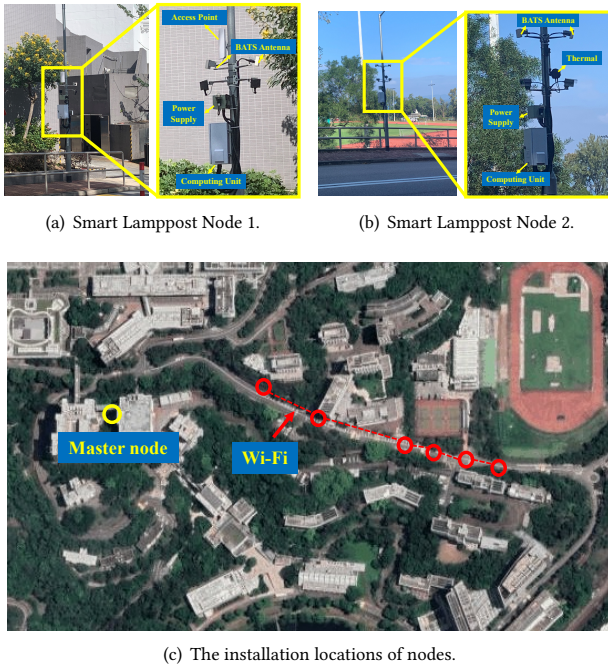 Access Point
BATS Antenna
Power
Supply
Computing Unit
BATS Antenna
Thermal
Power
Supply
Computing Unit
(a) Smart Lamppost Node 1.
(b) Smart Lamppost Node 2.
Master node
Wi-Fi
(c) The installation locations of nodes.